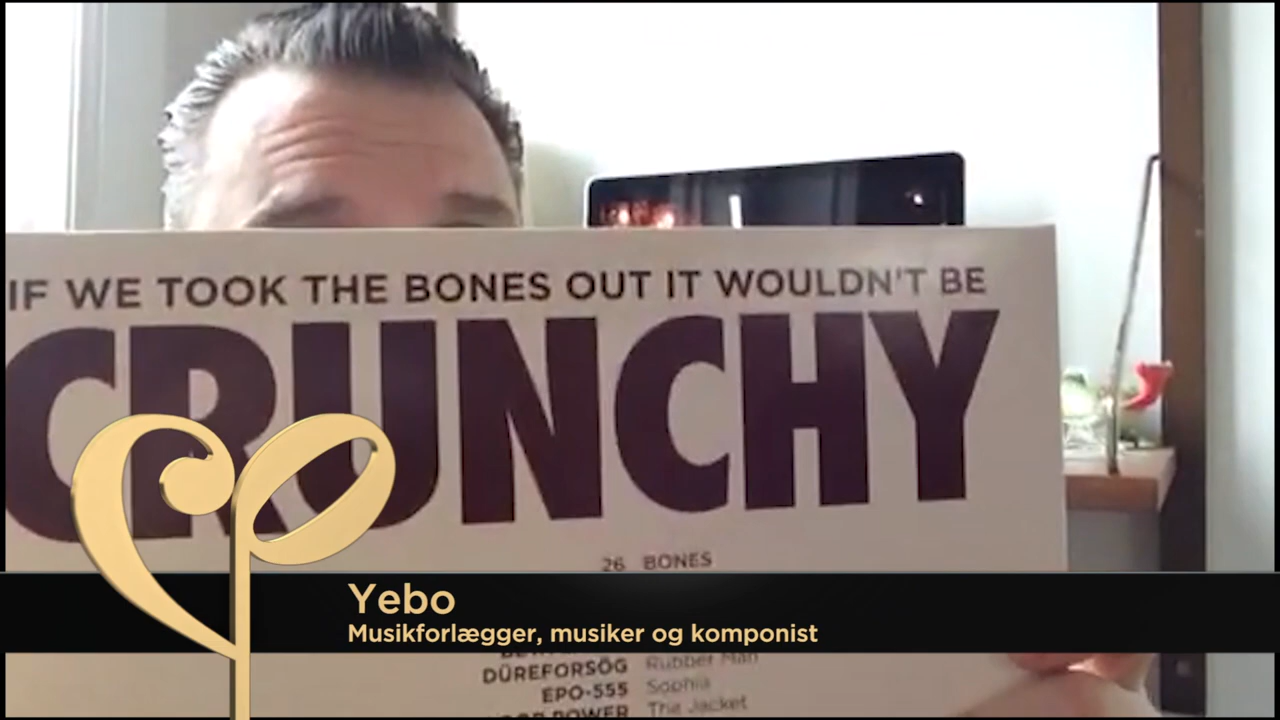 IF WE TOOK THE BONES OUT IT WOULDN'T BE
CRUNCHY
26 BONES
Yebo
Musikforlægger, musiker og komponist
DÜREFORSÖG Rubber Man
EPO-555 Sophia
POWER The Jacket